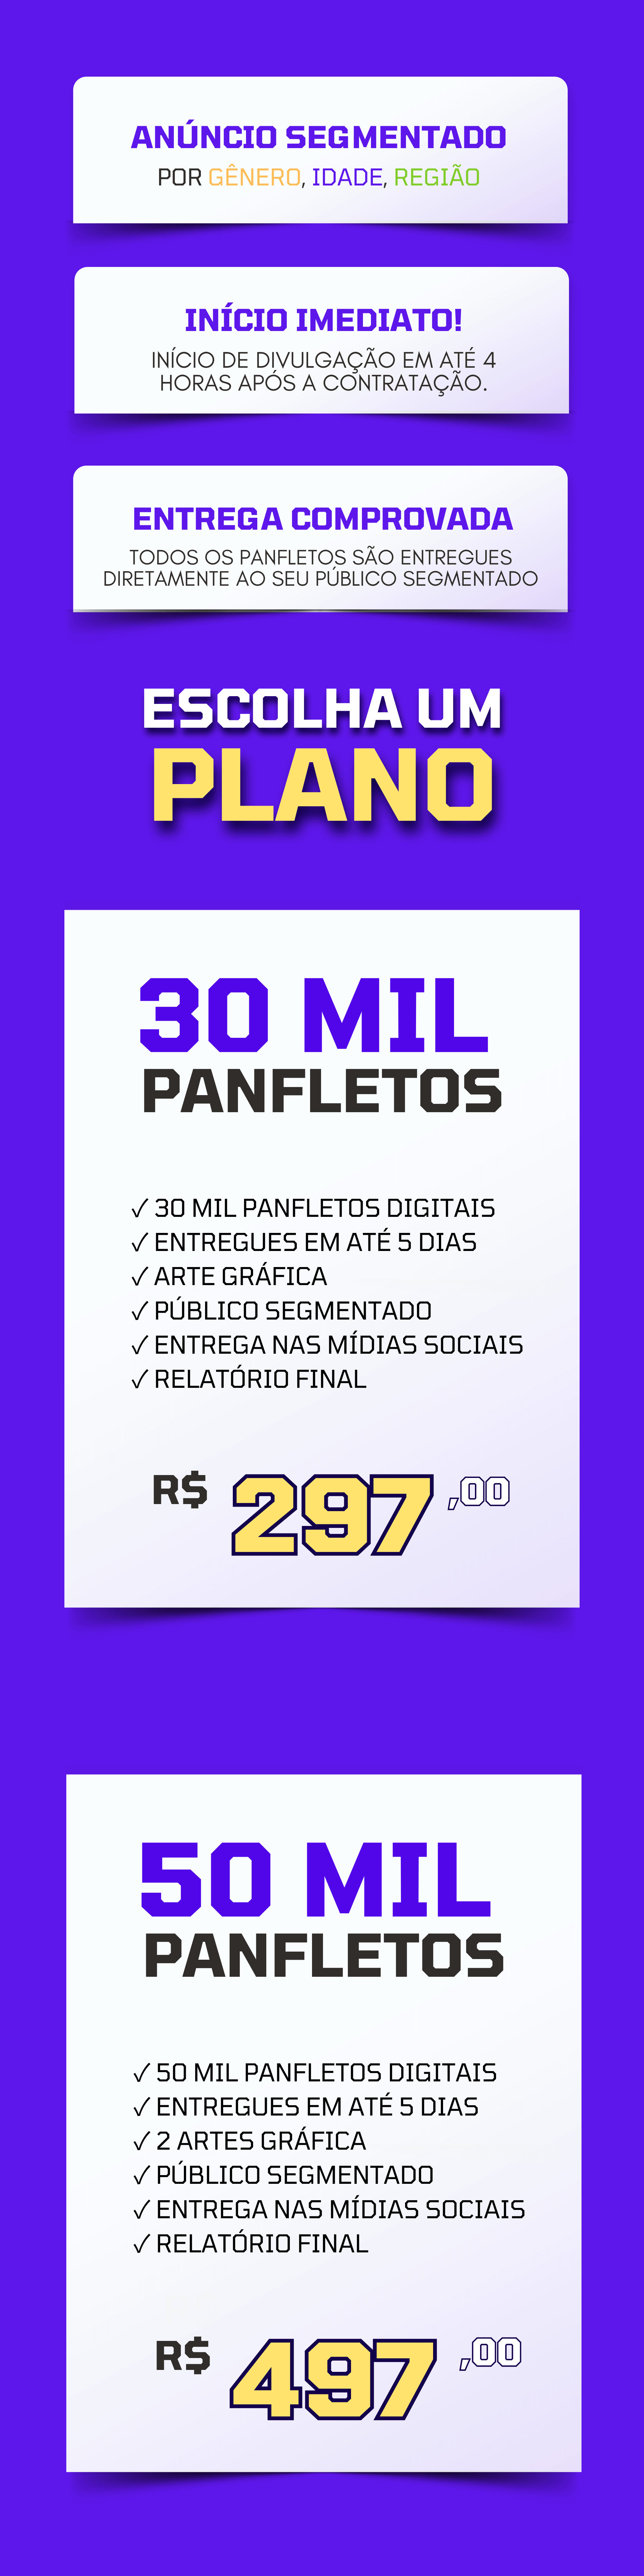 ANÚNCIO SEGMENTADO
POR GÊNERO, IDADE, REGIÃO
INÍCIO IMEDIATO!
INÍCIO DE DIVULGAÇÃO EM ATÉ 4
HORAS APÓS A CONTRATAÇÃO.
ENTREGA COMPROVADA
TODOS OS PANFLETOS SÃO ENTREGUES
DIRETAMENTE AO SEU PÚBLICO SEGMENTADO
ESCOLHA UM
PLANO
30 MIL
PANFLETOS
✓ 30 MIL PANFLETOS DIGITAIS
✓ ENTREGUES EM ATÉ 5 DIAS
✓ ARTE GRÁFICA
✓ PÚBLICO SEGMENTADO
✓ ENTREGA NAS MÍDIAS SOCIAIS
✓ RELATÓRIO FINAL
R$ 297,00
50 MIL
PANFLETOS
✓ 50 MIL PANFLETOS DIGITAIS
✓ ENTREGUES EM ATÉ 5 DIAS
✓ 2 ARTES GRÁFICA
✓ PÚBLICO SEGMENTADO
✓ ENTREGA NAS MÍDIAS SOCIAIS
✓ RELATÓRIO FINAL
R$ 497,00